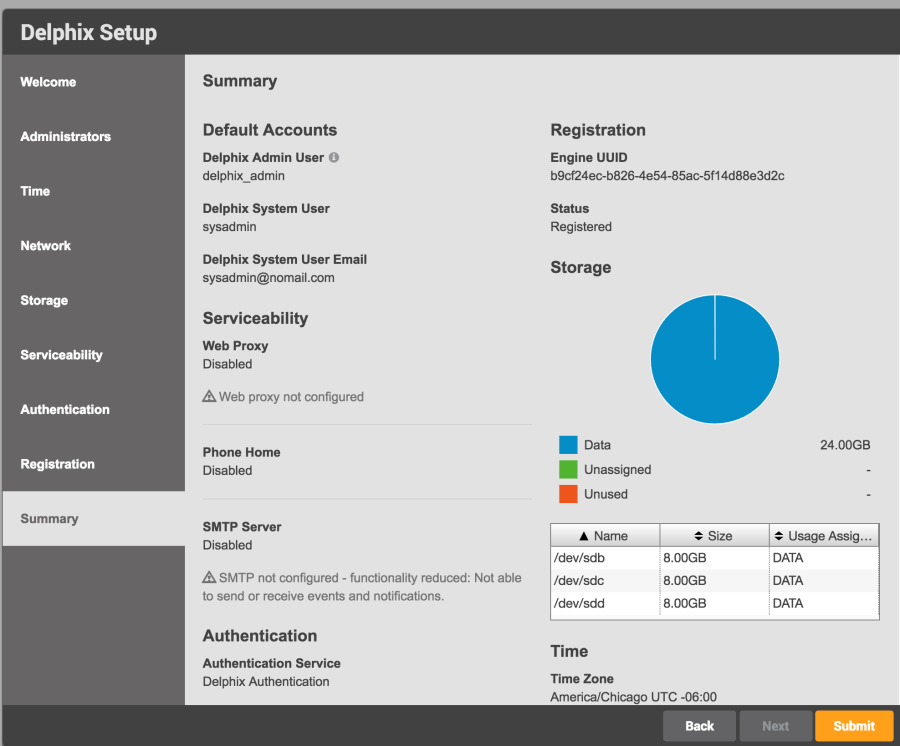 Delphix Setup
Welcome
Administrators
Time
Network
Storage
Serviceability
Authentication
Registration
Summary
Summary
Default Accounts
Delphix Admin User
delphix_admin
Delphix System User
sysadmin
Delphix System User Email
sysadmin@nomail.com
Serviceability
Web Proxy
Disabled
Web proxy not configured
Phone Home
Disabled
SMTP Server
Disabled
SMTP not configured - functionality reduced: Not able
to send or receive events and notifications.
Authentication
Authentication Service
Delphix Authentication
Registration
Engine UUID
b9cf24ec-b826-4e54-85ac-5f14d88e3d2c
Status
Registered
Storage
Data 24.00GB
Unassigned -
Unused -
Name Size Usage Assig...
/dev/sdb 8.00GB DATA
/dev/sdc 8.00GB DATA
/dev/sdd 8.00GB DATA
Time
Time Zone
America/Chicago UTC -06:00
Back Next Submit